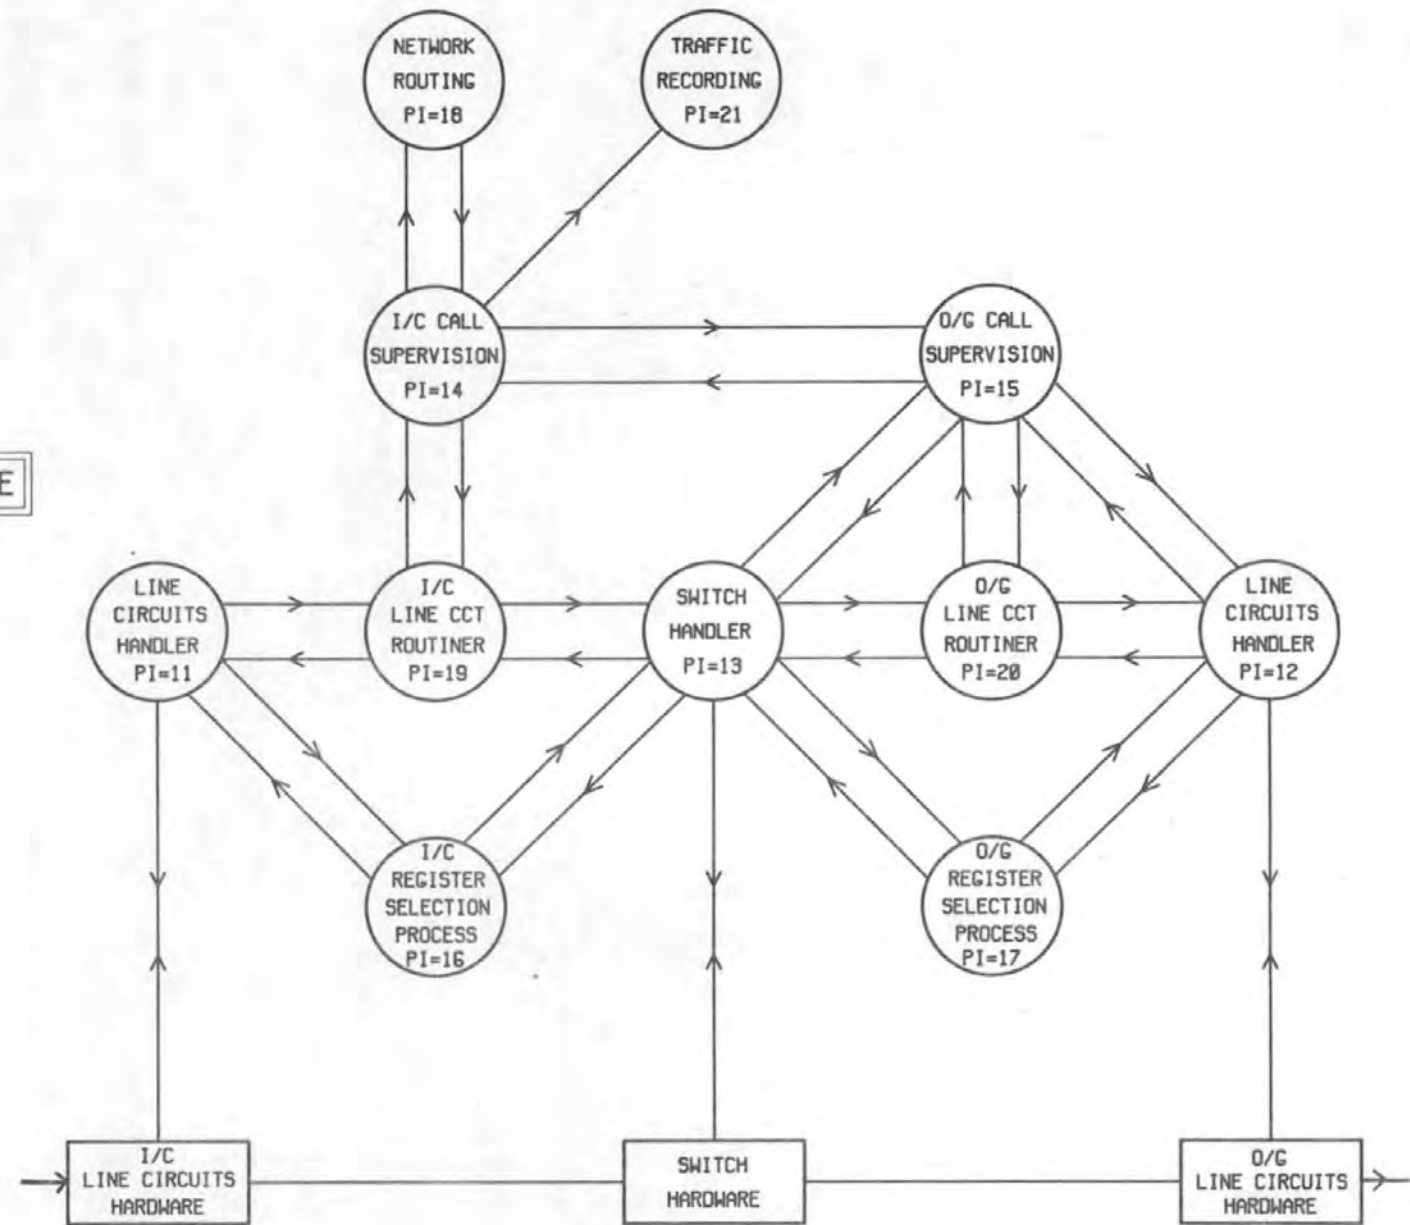 NETWORK
ROUTING
PI=18
TRAFFIC
RECORDING
PI=21
I/C CALL
SUPERVISION
PI=14
O/G CALL
SUPERVISION
PI=15
E
LINE
CIRCUITS
HANDLER
PI=11
I/C
LINE CCT
ROUTINER
PI=19
SWITCH
HANDLER
PI=13
O/G
LINE CCT
ROUTINER
PI=20
LINE
CIRCUITS
HANDLER
PI=12
I/C
REGISTER
SELECTION
PROCESS
PI=16
O/G
REGISTER
SELECTION
PROCESS
PI=17
I/C
LINE CIRCUITS
HARDWARE
SWITCH
HARDWARE
O/G
LINE CIRCUITS
HARDWARE